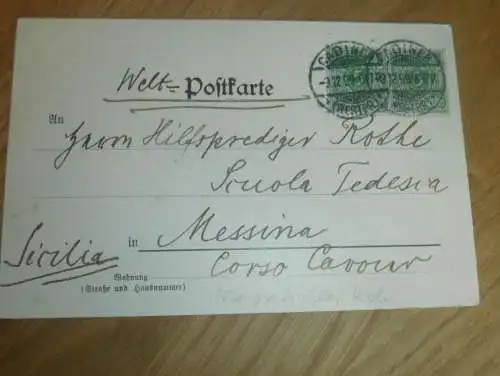 Welt-Postkarte
An
Herrn Hilfsprediger Rothe
Scuola Tedesca
in Messina
Sicilia
Corso Cavour
Wohnung
(Straße und Hausnummer)